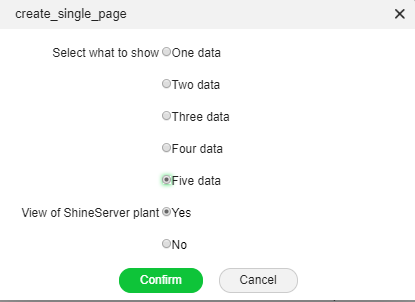 create_single_page
Select what to show One data
Two data
Three data
Four data
Five data
View of ShineServer plant Yes
No
Confirm Cancel